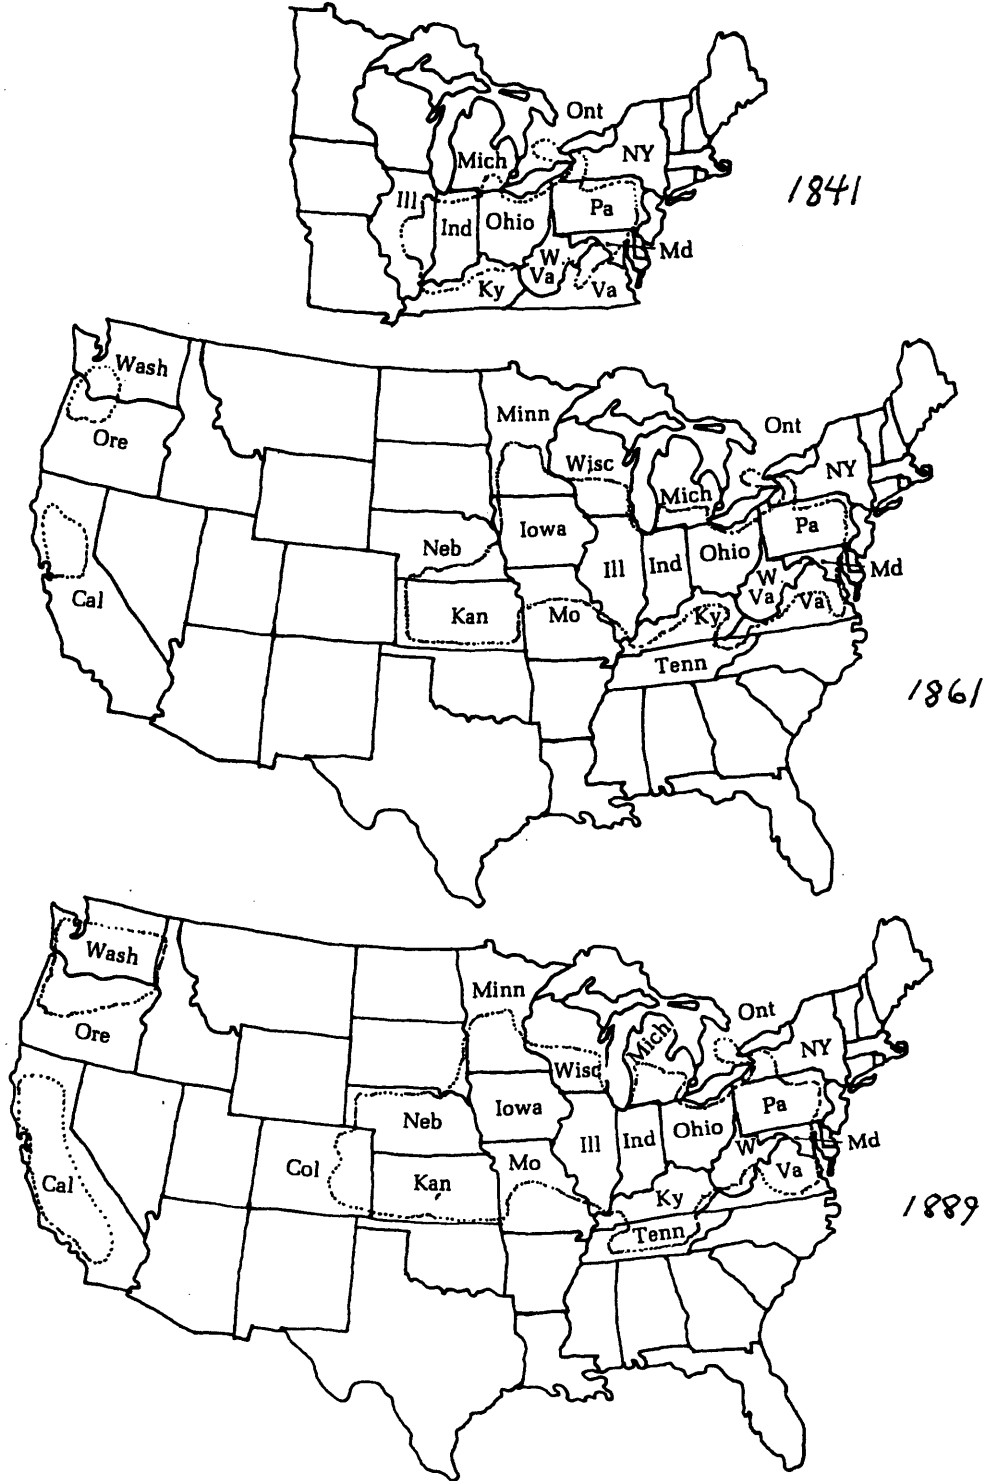 Ont
NY
Mich
1841
Ill
Pa
Ind
Ohio
W
Va
Md
Ky
Va
Wash
Minn
Ont
Ore
Wisc
NY
Mich
Pa
Iowa
Neb
Ohio
Ill
Ind
Md
W
Va
Cal
Kan
Mo
Ky
Va
Tenn
1861
Wash
Minn
Ont
Ore
Mich
NY
Wisc
Pa
Neb
Iowa
Ohio
Ill
Ind
Md
W
Col
Mo
Va
Cal
Kan
Ky
1889
Tenn